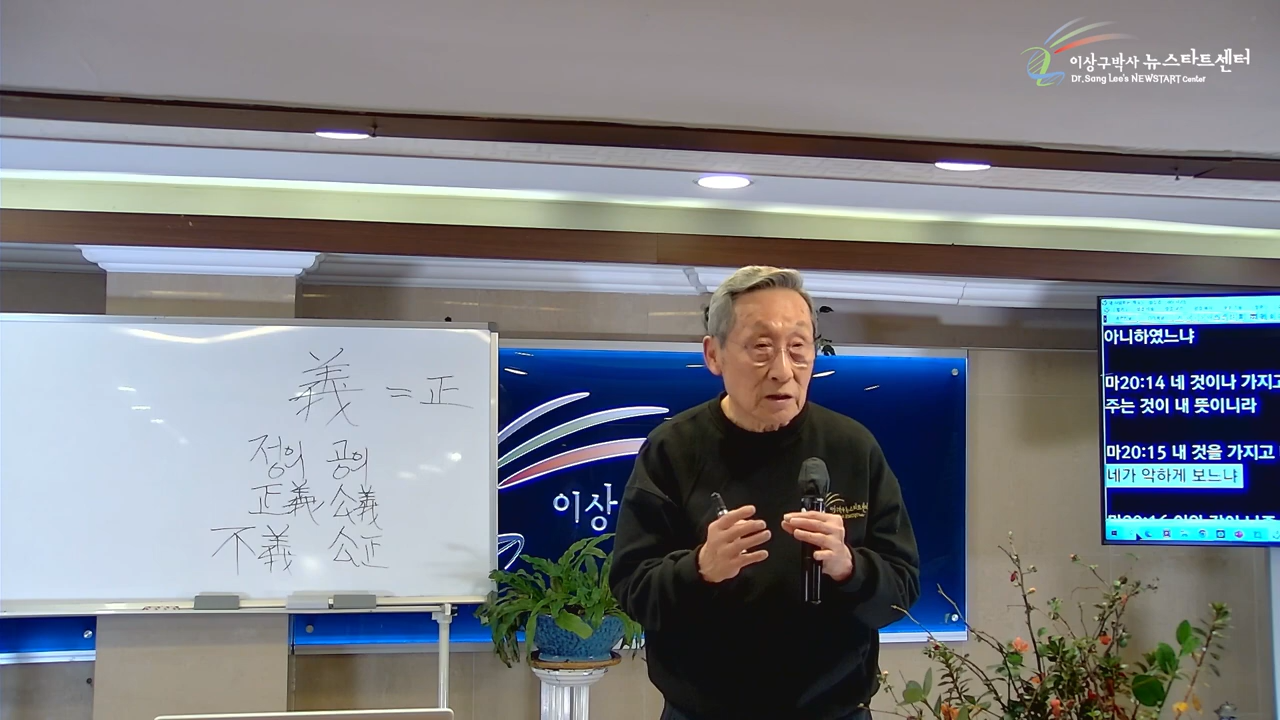 이상구박사 뉴스타트센터
Dr. Sang Lee's NEWSTART Center
義 = 正
정의 공의
正義 公義
不義 公正
이상
아니하였느냐
마20:14 네 것이나 가지고
주는 것이 내 뜻이니라
마20:15 내 것을 가지고
네가 악하게 보느냐